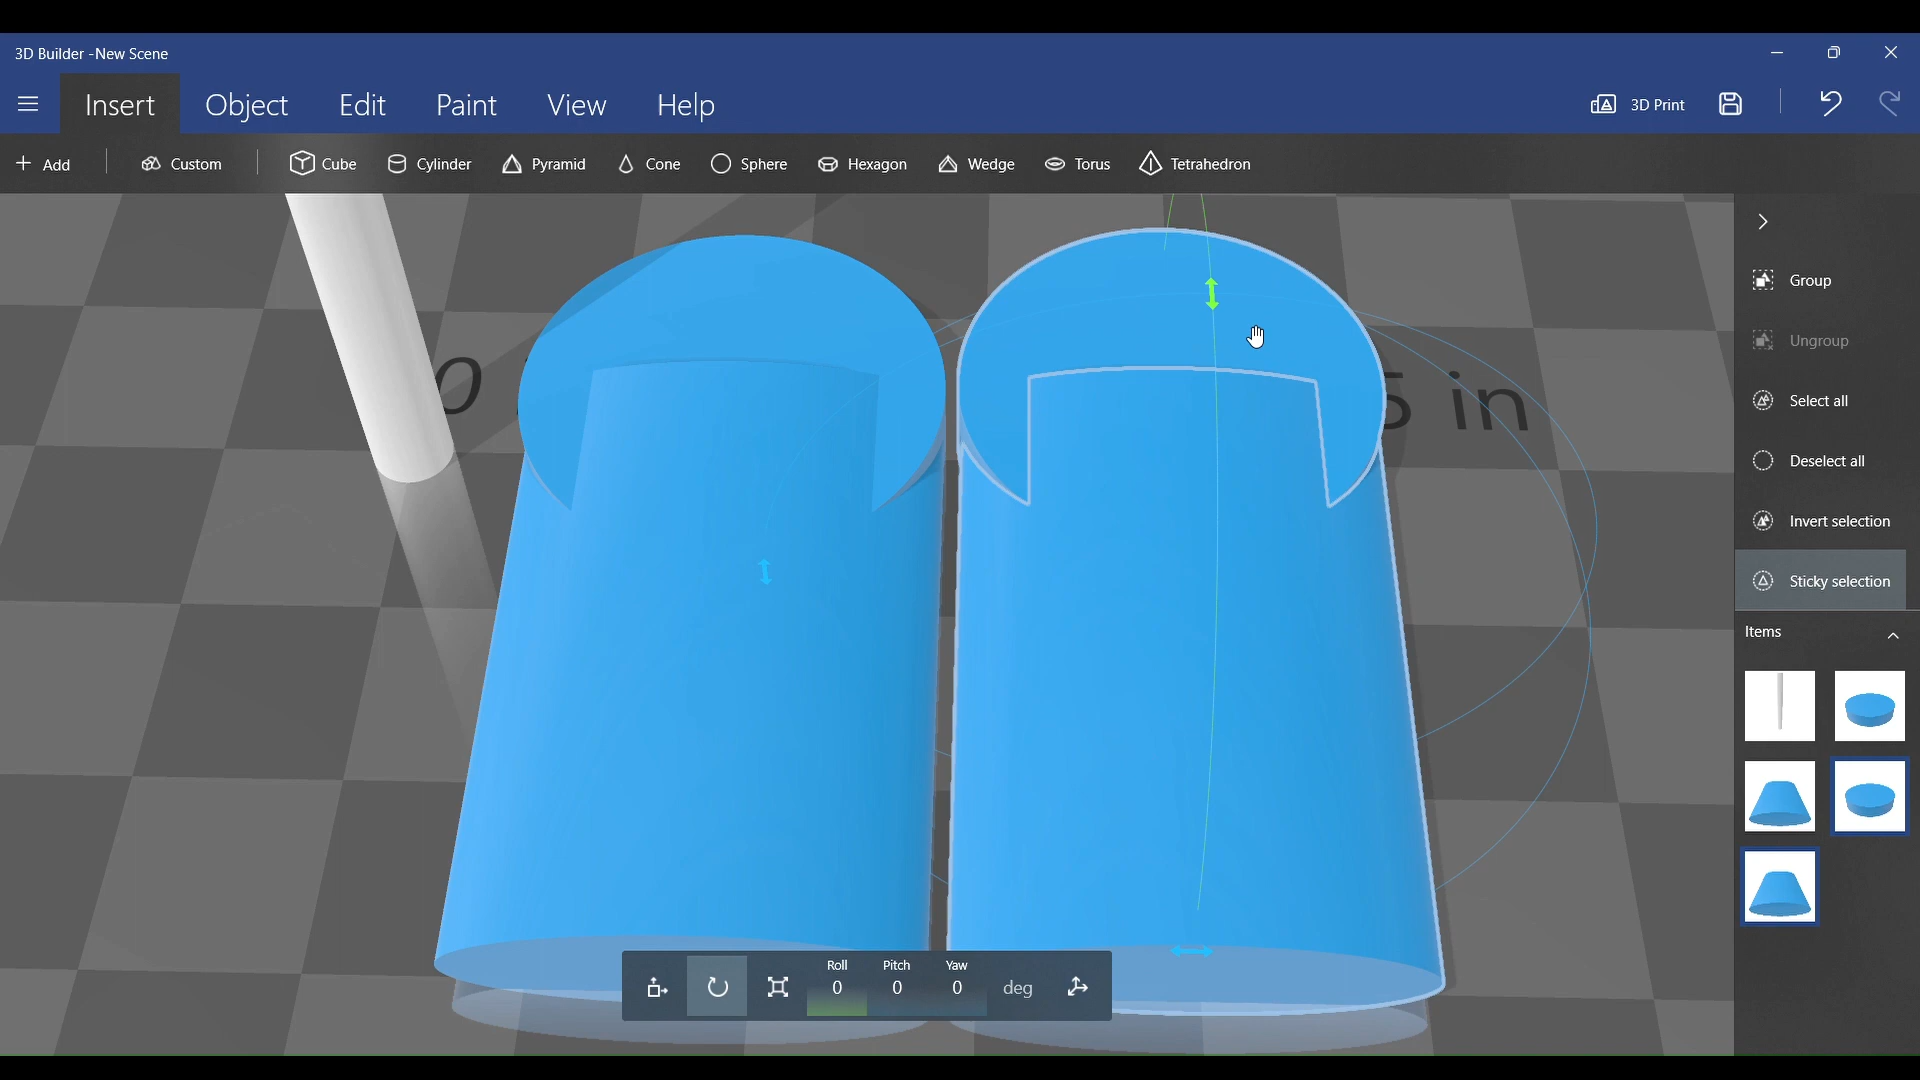 3D Builder -New Scene
Insert Object Edit Paint View Help 3D Print
Add Custom Cube Cylinder Pyramid Cone Sphere Hexagon Wedge Torus Tetrahedron
Group
Ungroup
Select all
Deselect all
Invert selection
Sticky selection
Items
0 in
Roll Pitch Yaw
0 0 0 deg